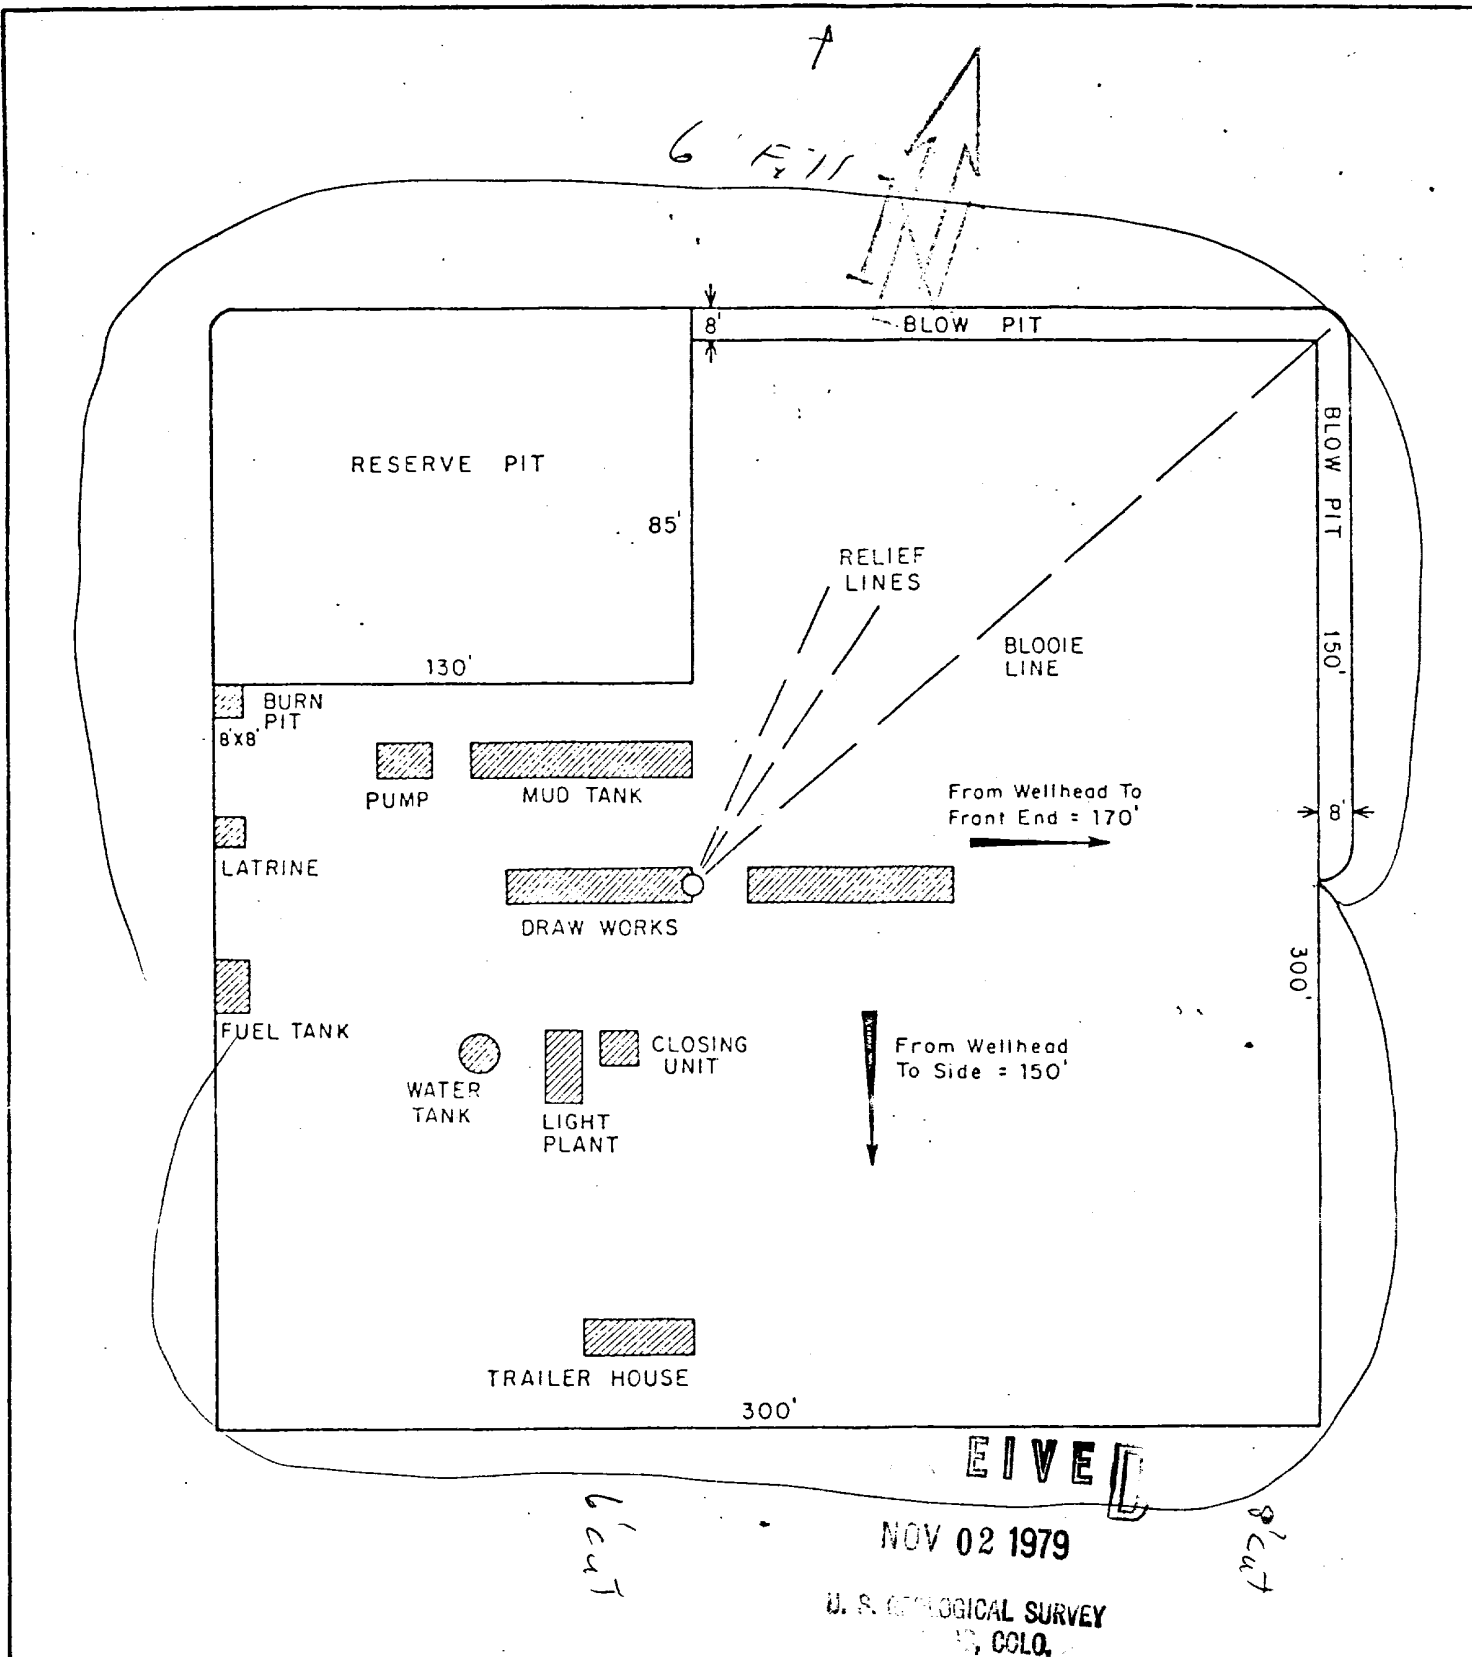 6' Fill
N
8'
BLOW PIT
BLOW PIT
RESERVE PIT
85'
RELIEF
LINES
150'
BLOOIE
LINE
130'
BURN
PIT
8'X8'
PUMP
MUD TANK
From Wellhead To
Front End = 170'
8'
LATRINE
DRAW WORKS
300'
FUEL TANK
CLOSING
UNIT
From Wellhead
To Side = 150'
WATER
TANK
LIGHT
PLANT
TRAILER HOUSE
300'
EIVED
6' cut
8' cut
NOV 02 1979
U. S. GEOLOGICAL SURVEY
, COLO.